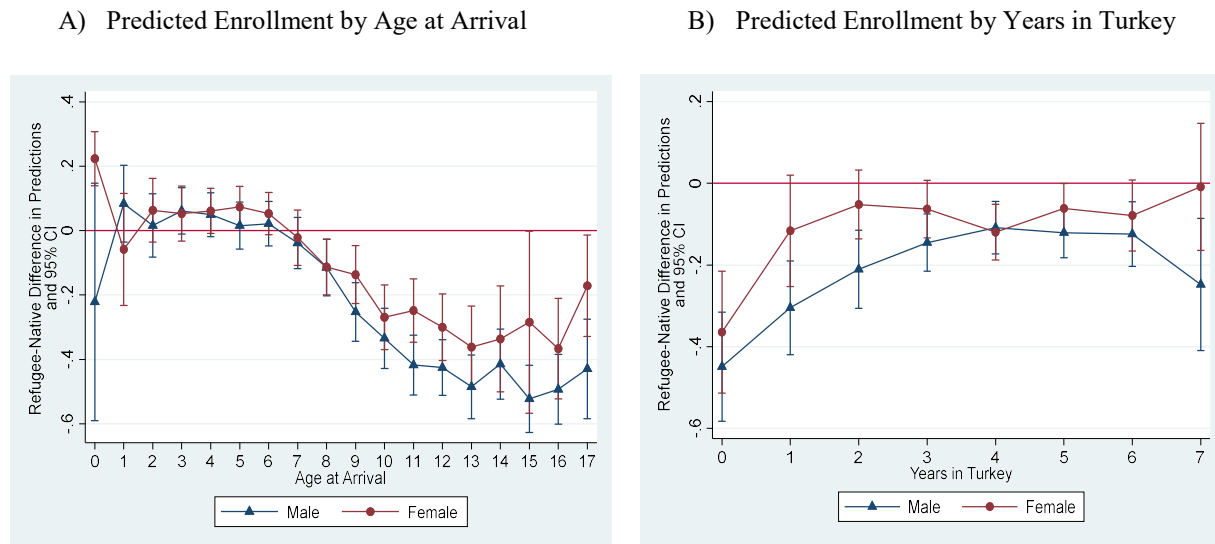 A) Predicted Enrollment by Age at Arrival
B) Predicted Enrollment by Years in Turkey
Refugee-Native Difference in Predictions
and 95% CI
.4
.2
0
-.2
-.4
-.6
0 1 2 3 4 5 6 7 8 9 10 11 12 13 14 15 16 17
Age at Arrival
Male Female
Refugee-Native Difference in Predictions
and 95% CI
.2
0
-.2
-.4
-.6
0 1 2 3 4 5 6 7
Years in Turkey
Male Female